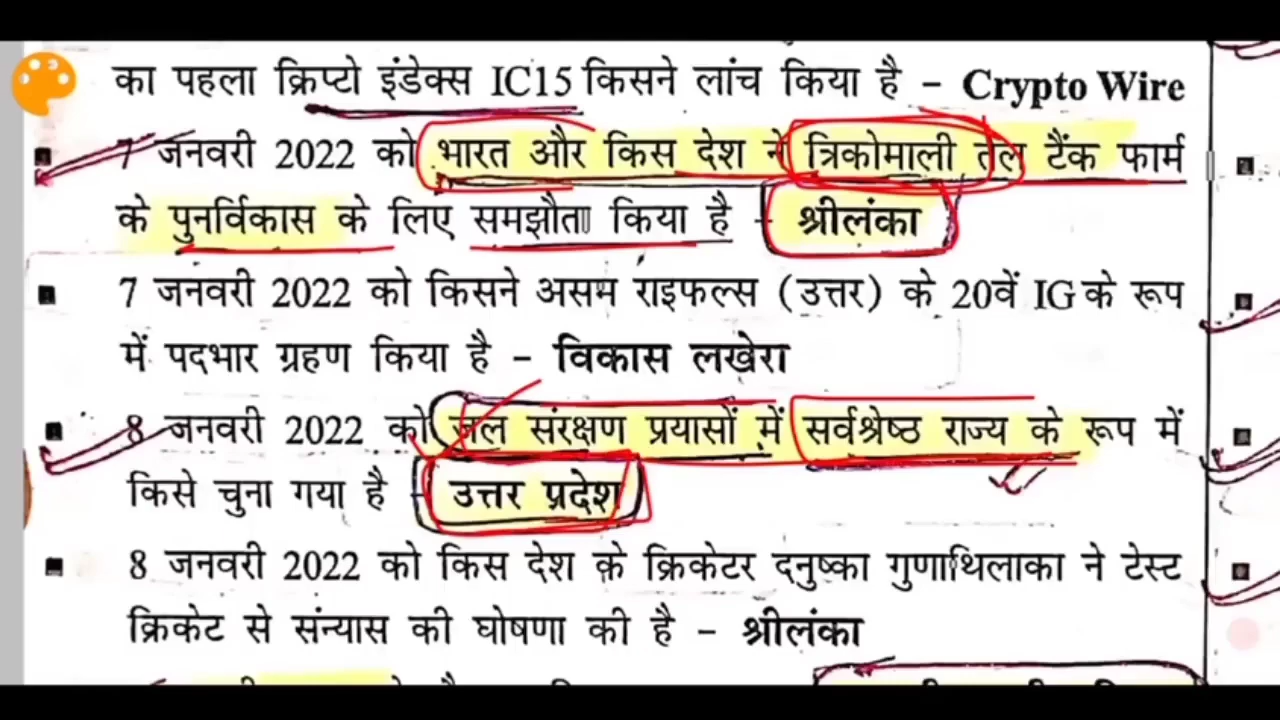 का पहला क्रिप्टो इंडेक्स IC15 किसने लांच किया है – Crypto Wire
7 जनवरी 2022 को भारत और किस देश ने त्रिकोमाली तेल टैंक फार्म
के पुनर्विकास के लिए समझौता किया है - श्रीलंका
7 जनवरी 2022 को किसने असम राइफल्स (उत्तर) के 20वें IG के रूप
में पदभार ग्रहण किया है – विकास लखेरा
8 जनवरी 2022 को जल संरक्षण प्रयासों में सर्वश्रेष्ठ राज्य के रूप में
किसे चुना गया है - उत्तर प्रदेश
8 जनवरी 2022 को किस देश के क्रिकेटर दनुष्का गुणाथिलाका ने टेस्ट
क्रिकेट से संन्यास की घोषणा की है – श्रीलंका